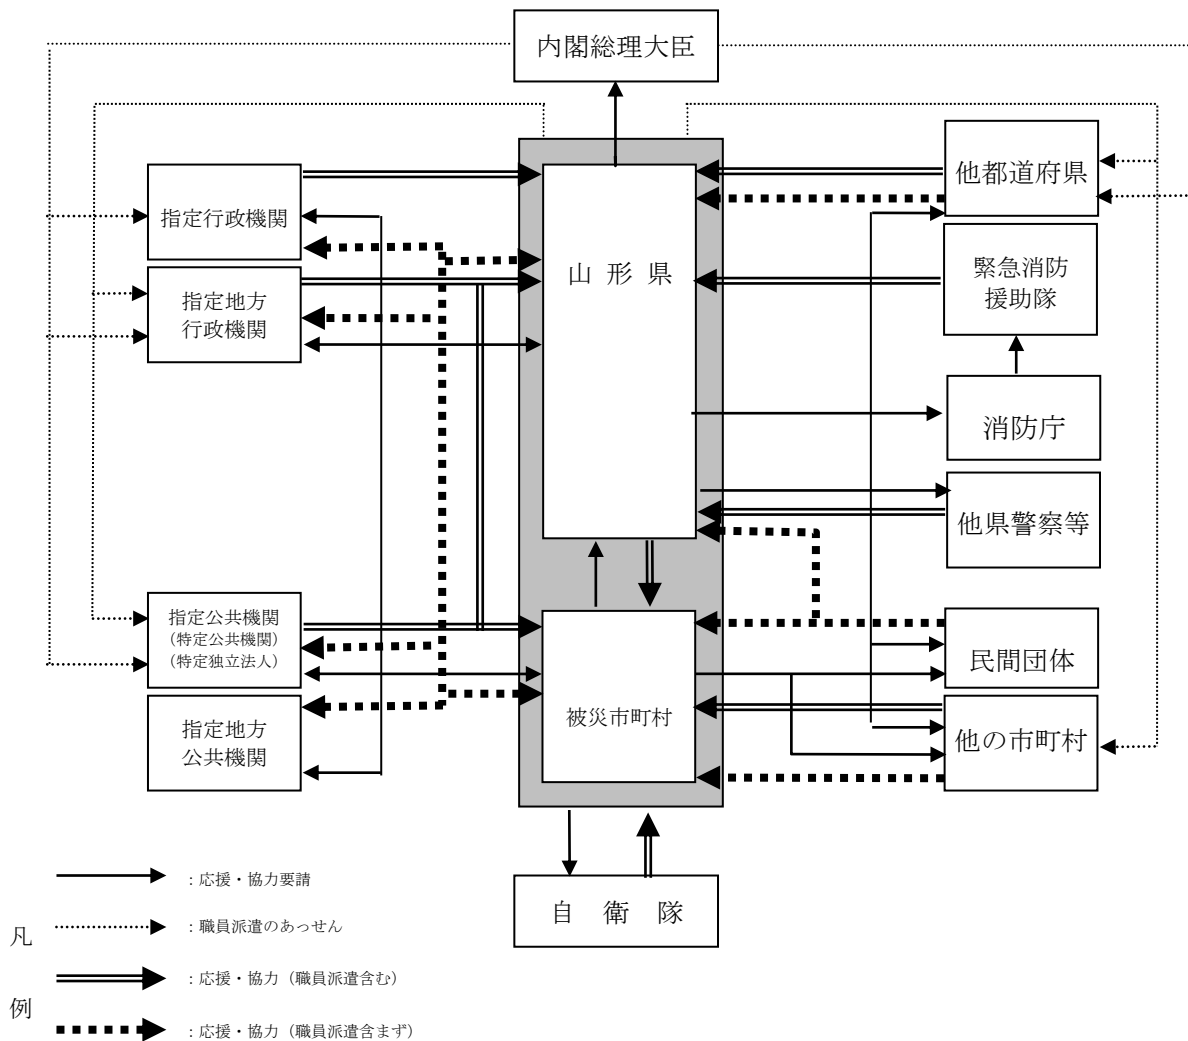 内閣総理大臣
指定行政機関
指定地方
行政機関
指定公共機関
（特定公共機関）
（特定独立法人）
指定地方
公共機関
山 形 県
被災市町村
他都道府県
緊急消防
援助隊
消防庁
他県警察等
民間団体
他の市町村
自 衛 隊
凡
例
：応援・協力要請
：職員派遣のあっせん
：応援・協力（職員派遣含む）
：応援・協力（職員派遣含まず）